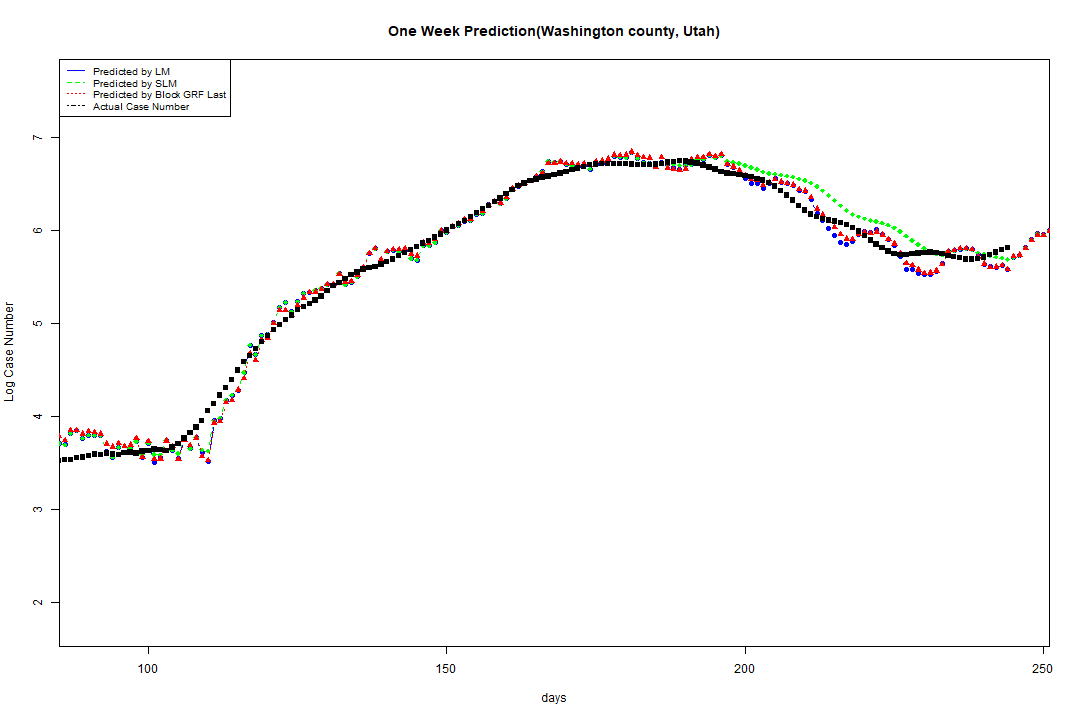 One Week Prediction(Washington county, Utah)
Predicted by LM
Predicted by SLM
Predicted by Block GRF Last
Actual Case Number
7
6
5
4
3
2
Log Case Number
100 150 200 250
days